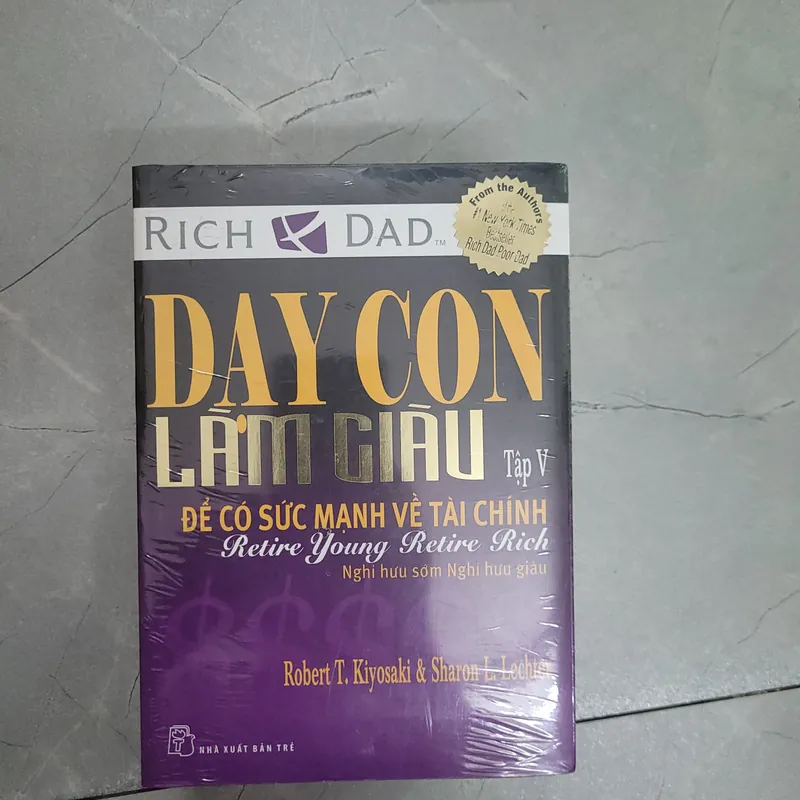 From the Authors
#1 New York Times
Bestseller
Rich Dad Poor Dad
RICH DAD™
DẠY CON
LÀM GIÀU
Tập V
ĐỂ CÓ SỨC MẠNH VỀ TÀI CHÍNH
Retire Young Retire Rich
Nghỉ hưu sớm Nghỉ hưu giàu
Robert T. Kiyosaki & Sharon L. Lechter
NHÀ XUẤT BẢN TRẺ